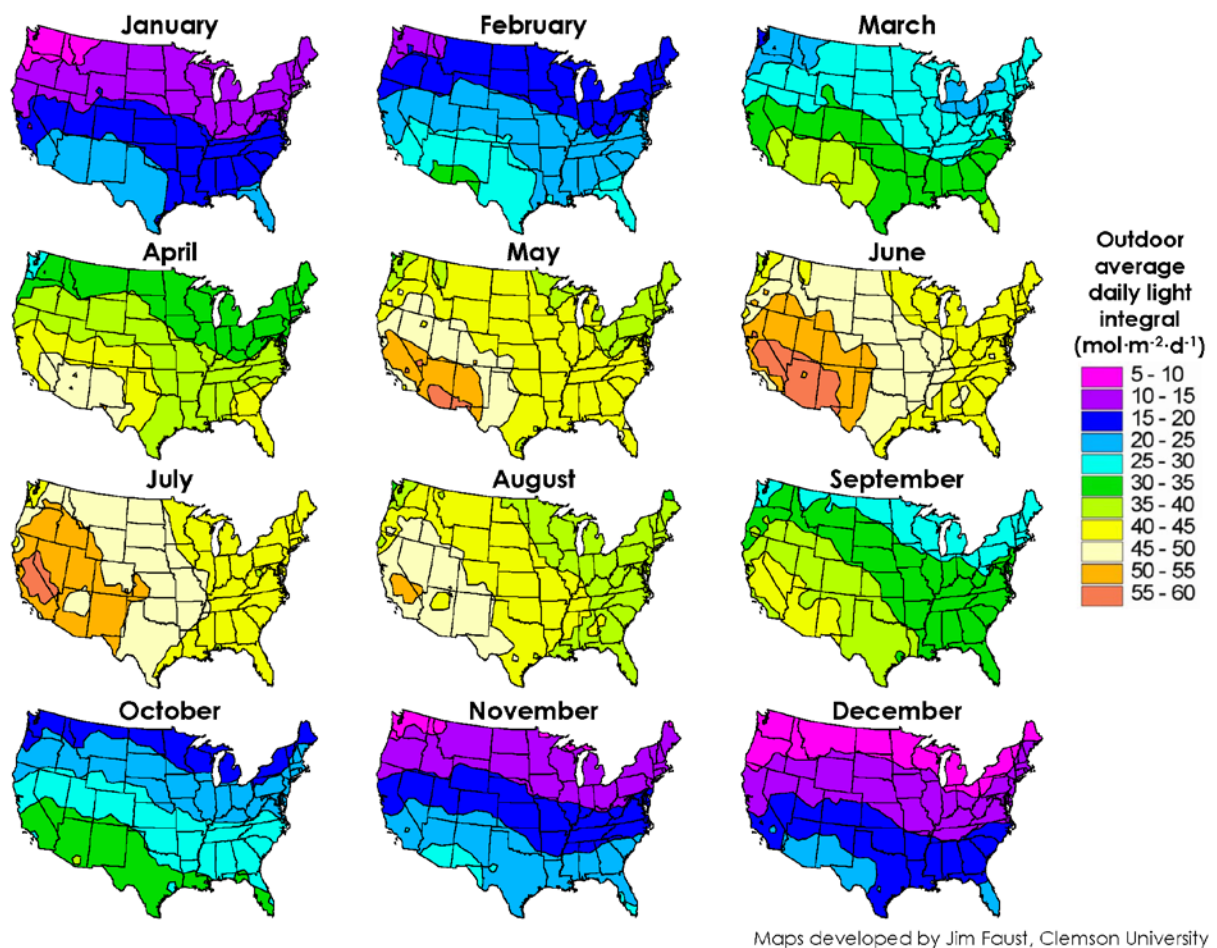 January
February
March
April
May
June
July
August
September
October
November
December
Outdoor
average
daily light
integral
(mol·m⁻²·d⁻¹)
5 - 10
10 - 15
15 - 20
20 - 25
25 - 30
30 - 35
35 - 40
40 - 45
45 - 50
50 - 55
55 - 60
Maps developed by Jim Faust, Clemson University